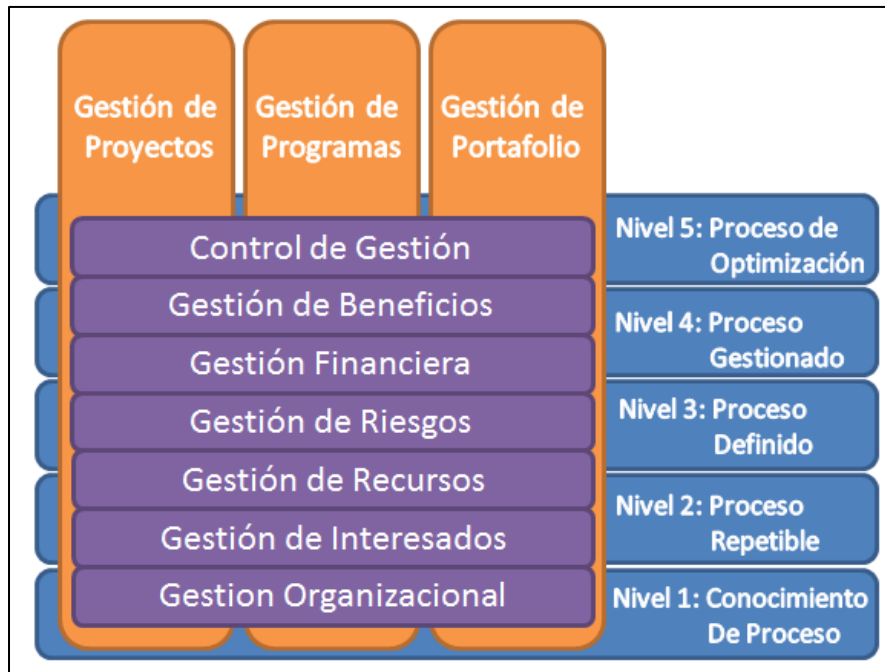 Gestión de
Proyectos
Gestión de
Programas
Gestión de
Portafolio
Control de Gestión
Gestión de Beneficios
Gestión Financiera
Gestión de Riesgos
Gestión de Recursos
Gestión de Interesados
Gestion Organizacional
Nivel 5: Proceso de
Optimización
Nivel 4: Proceso
Gestionado
Nivel 3: Proceso
Definido
Nivel 2: Proceso
Repetible
Nivel 1: Conocimiento
De Proceso